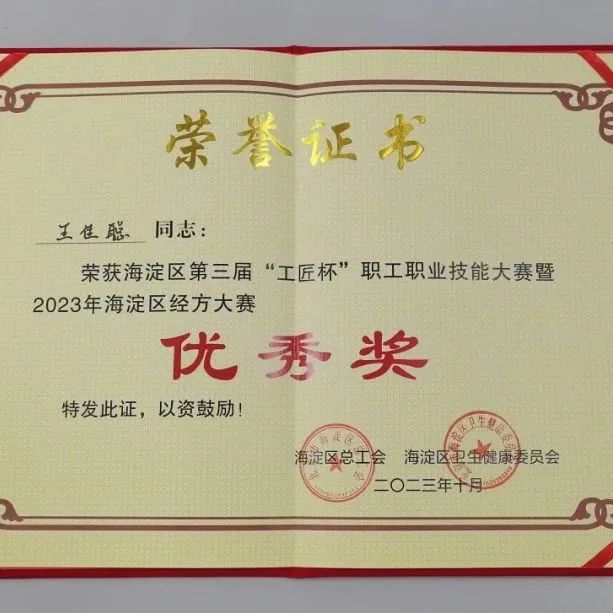 荣誉证书
王佳聪 同志：
荣获海淀区第三届“工匠杯”职工职业技能大赛暨
2023年海淀区经方大赛
优秀奖
特发此证，以资鼓励！
海淀区总工会 海淀区卫生健康委员会
二〇二三年十月